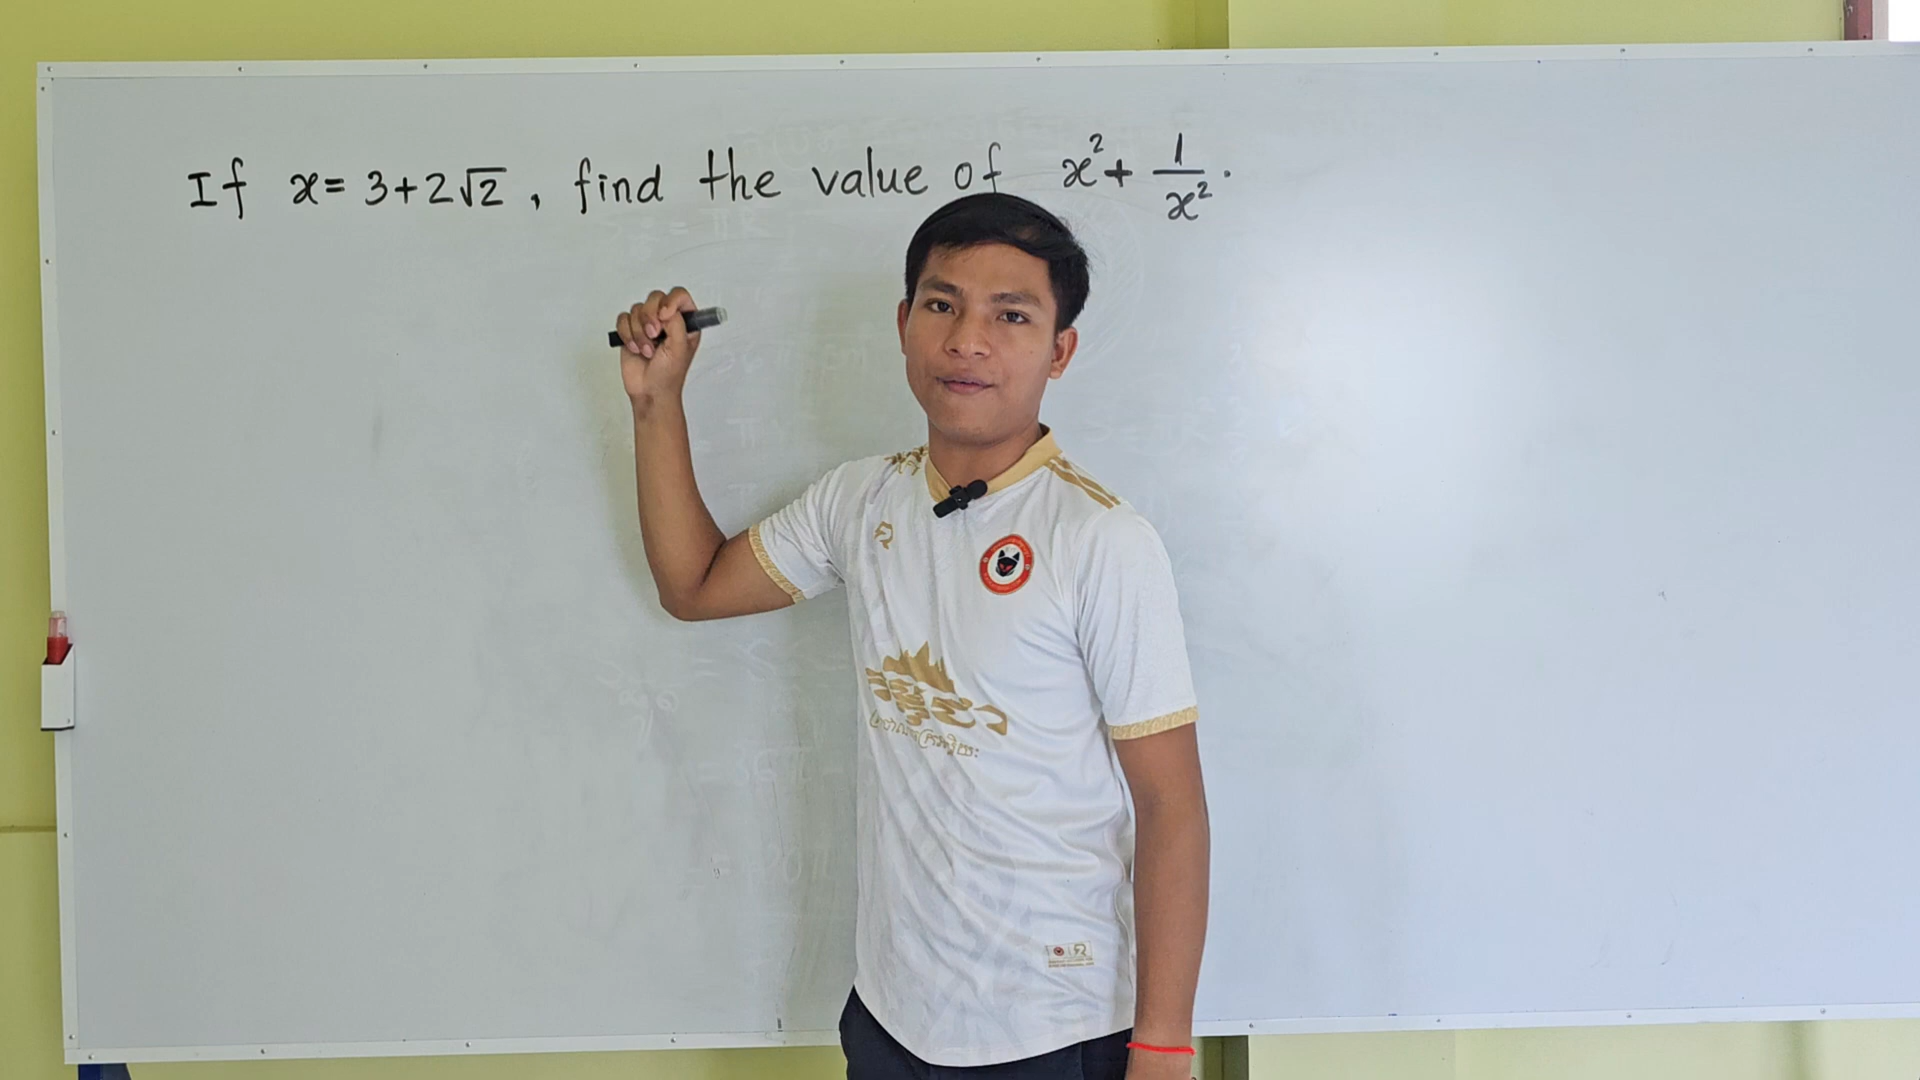 If x = 3+2√2, find the value of x² + 1/x².